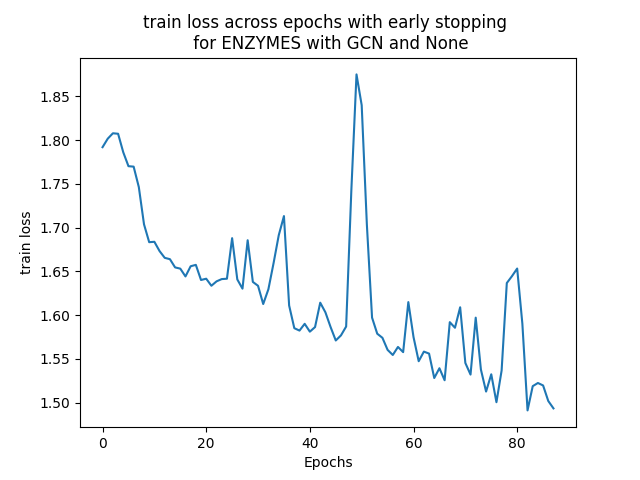 train loss across epochs with early stopping
for ENZYMES with GCN and None
1.85
1.80
1.75
1.70
1.65
1.60
1.55
1.50
train loss
0 20 40 60 80
Epochs